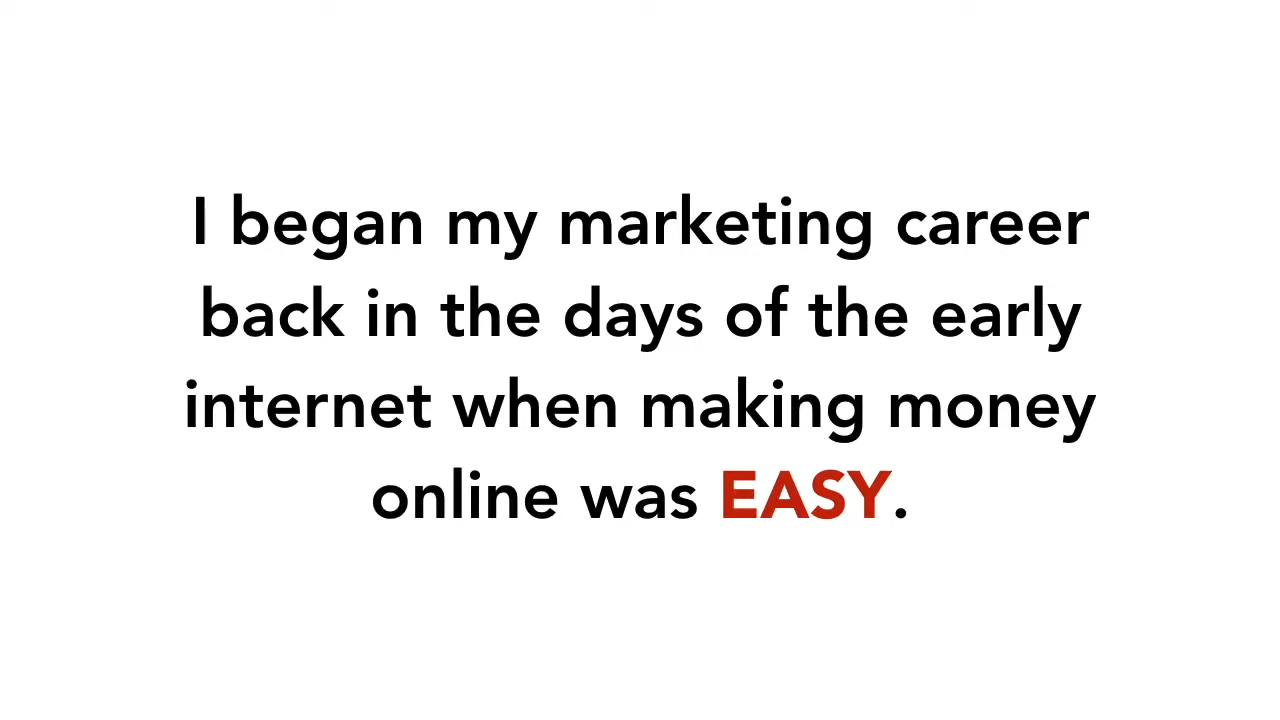 I began my marketing career
back in the days of the early
internet when making money
online was EASY.